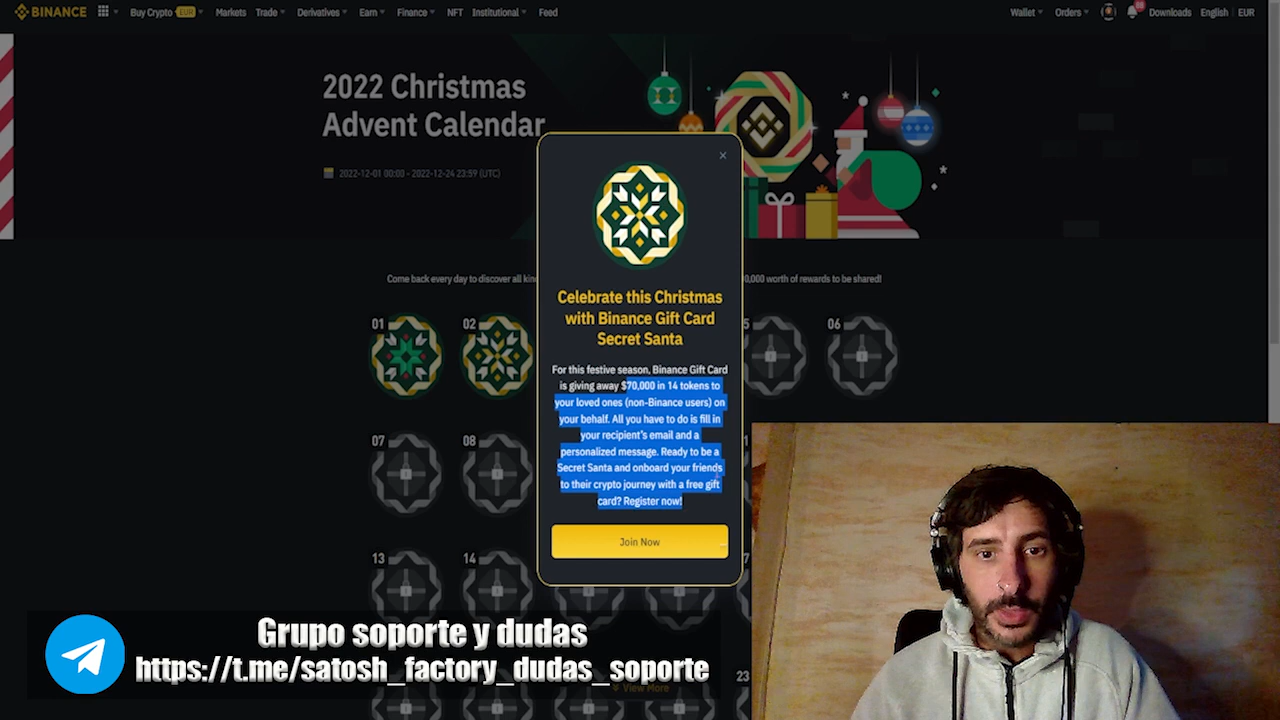 BINANCE
Buy Crypto EUR
Markets
Trade
Derivatives
Earn
Finance
NFT
Institutional
Feed
Wallet
Orders
88
Downloads
English
EUR
2022 Christmas
Advent Calendar
2022-12-01 00:00 - 2022-12-24 23:59 (UTC)
Come back every day to discover all
worth of rewards to be shared!
Celebrate this Christmas
with Binance Gift Card
Secret Santa
For this festive season, Binance Gift Card
is giving away $70,000 in 14 tokens to
your loved ones (non-Binance users) on
your behalf. All you have to do is fill in
your recipient's email and a
personalized message. Ready to be a
Secret Santa and onboard your friends
to their crypto journey with a free gift
card? Register now!
Join Now
01
02
06
07
08
13
14
23
View More
Grupo soporte y dudas
https://t.me/satosh_factory_dudas_soporte